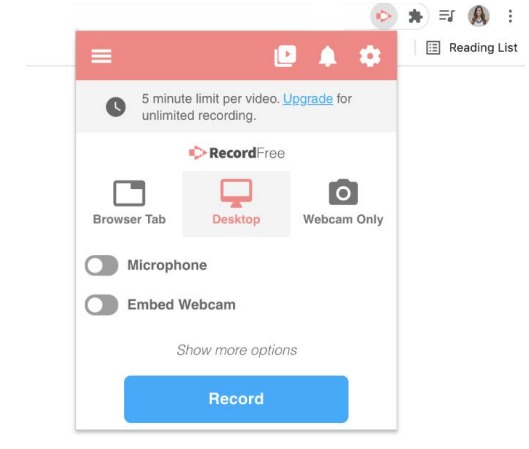 Reading List
5 minute limit per video. Upgrade for
unlimited recording.
RecordFree
Browser Tab Desktop Webcam Only
Microphone
Embed Webcam
Show more options
Record